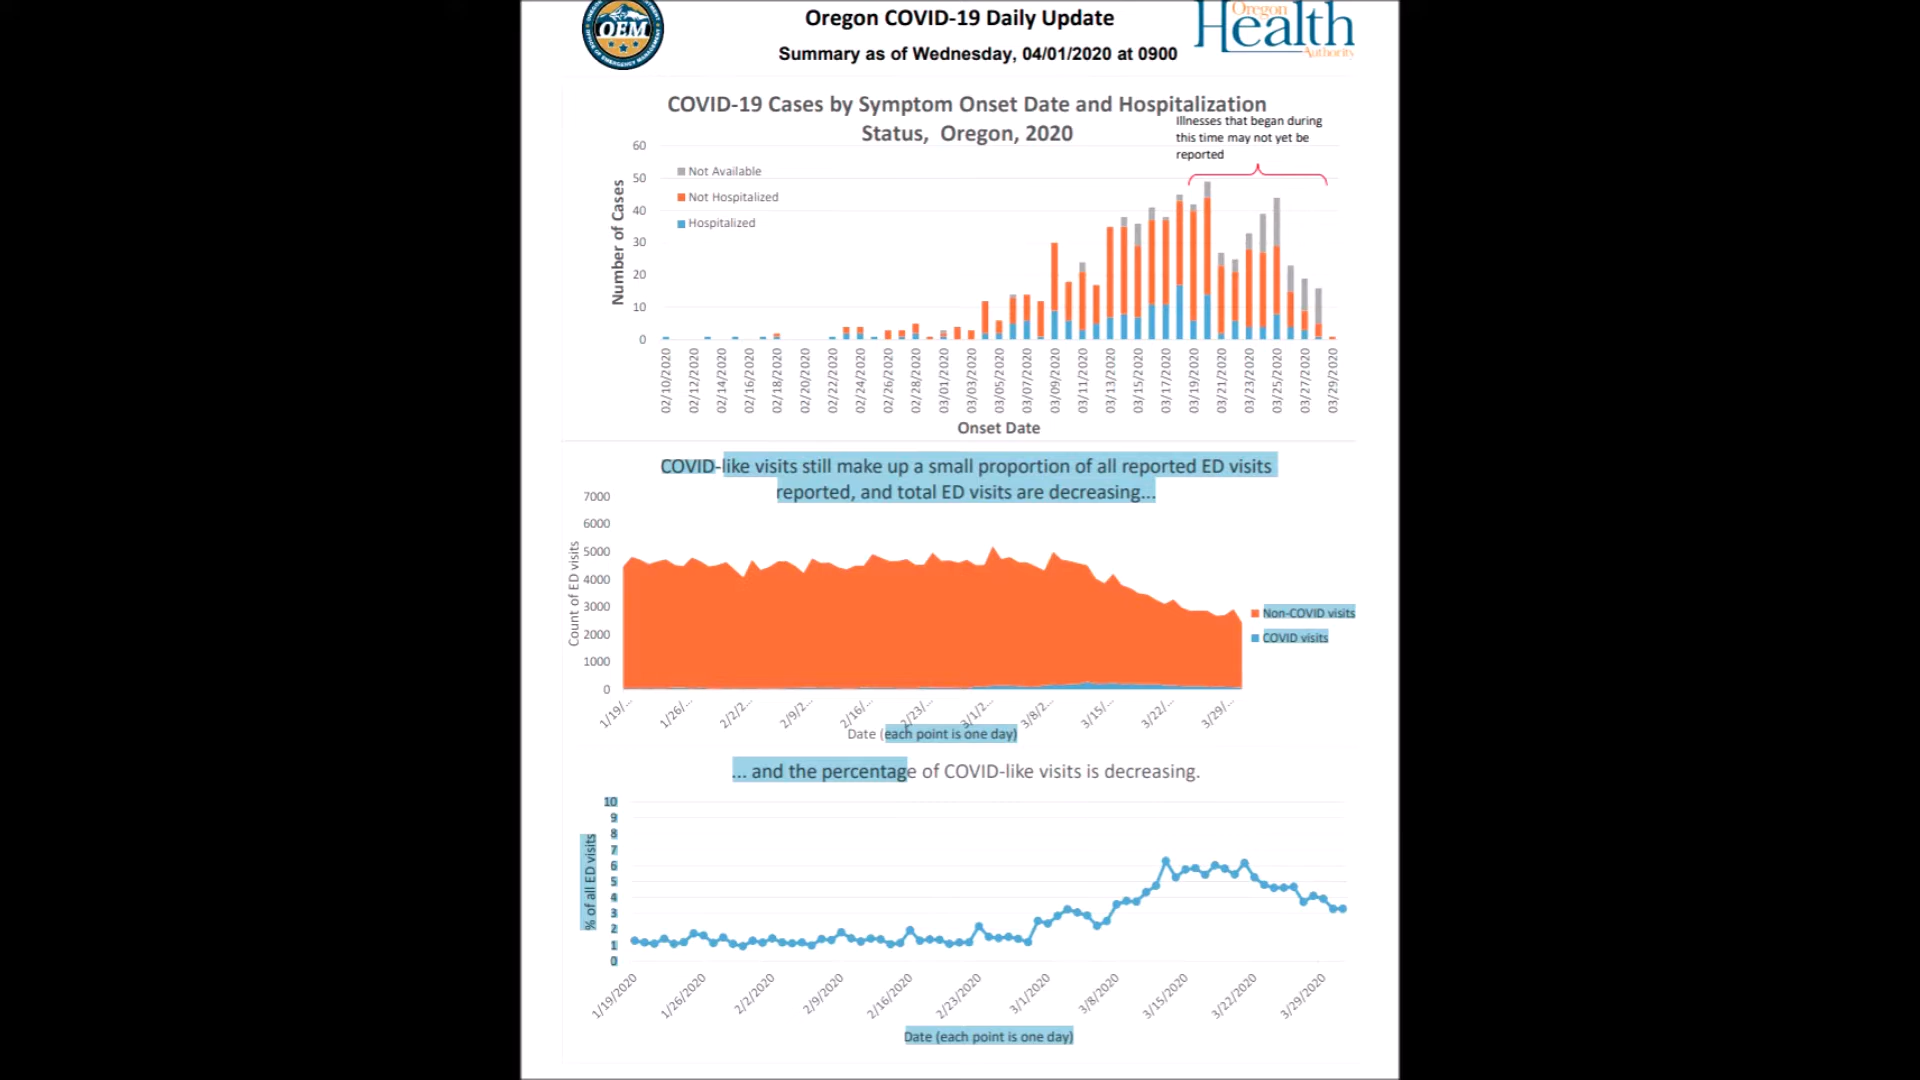 OEM
Oregon COVID-19 Daily Update
Summary as of Wednesday, 04/01/2020 at 0900
Oregon
Health
Authority
COVID-19 Cases by Symptom Onset Date and Hospitalization
Status, Oregon, 2020
Illnesses that began during
this time may not yet be
reported
Number of Cases
60
50
40
30
20
10
0
Not Available
Not Hospitalized
Hospitalized
02/10/2020
02/12/2020
02/14/2020
02/16/2020
02/18/2020
02/20/2020
02/22/2020
02/24/2020
02/26/2020
02/28/2020
03/01/2020
03/03/2020
03/05/2020
03/07/2020
03/09/2020
03/11/2020
03/13/2020
03/15/2020
03/17/2020
03/19/2020
03/21/2020
03/23/2020
03/25/2020
03/27/2020
03/29/2020
Onset Date
COVID-like visits still make up a small proportion of all reported ED visits
reported, and total ED visits are decreasing...
Count of ED visits
7000
6000
5000
4000
3000
2000
1000
0
Non-COVID visits
COVID visits
1/19/...
1/26/...
2/2/2...
2/9/2...
2/16/...
2/23/...
3/1/2...
3/8/2...
3/15/...
3/22/...
3/29/...
Date (each point is one day)
... and the percentage of COVID-like visits is decreasing.
% of all ED visits
10
9
8
7
6
5
4
3
2
1
0
1/19/2020
1/26/2020
2/2/2020
2/9/2020
2/16/2020
2/23/2020
3/1/2020
3/8/2020
3/15/2020
3/22/2020
3/29/2020
Date (each point is one day)